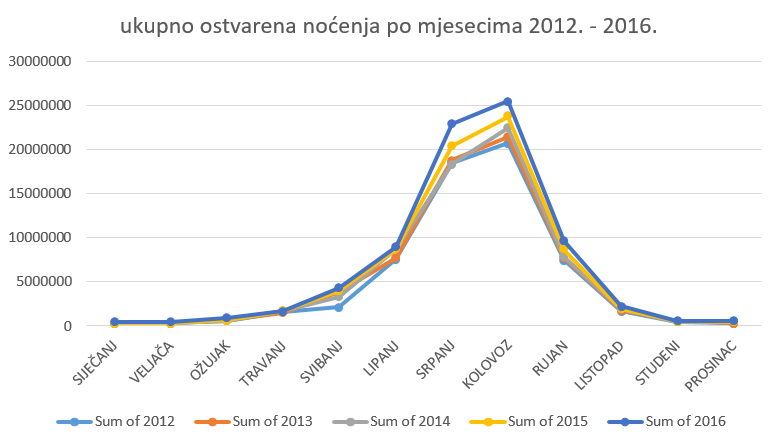 ukupno ostvarena noćenja po mjesecima 2012. - 2016.
30000000
25000000
20000000
15000000
10000000
5000000
0
SIJEČANJ
VELJAČA
OŽUJAK
TRAVANJ
SVIBANJ
LIPANJ
SRPANJ
KOLOVOZ
RUJAN
LISTOPAD
STUDENI
PROSINAC
Sum of 2012 Sum of 2013 Sum of 2014 Sum of 2015 Sum of 2016